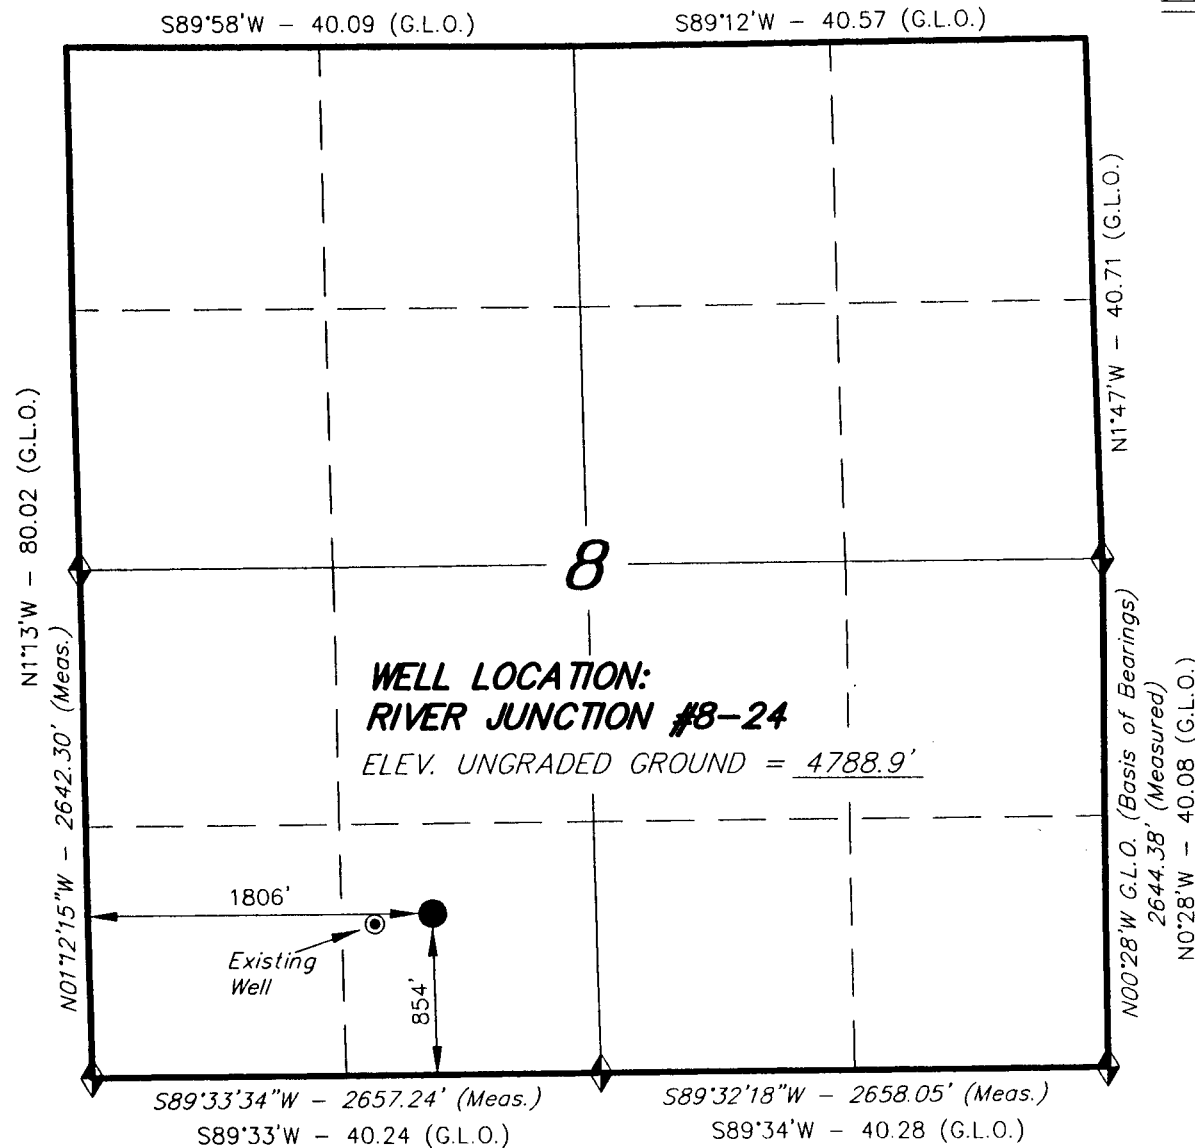 S89°58'W - 40.09 (G.L.O.)
S89°12'W - 40.57 (G.L.O.)
N1°47'W - 40.71 (G.L.O.)
N1°13'W - 80.02 (G.L.O.)
8
WELL LOCATION:
RIVER JUNCTION #8-24
ELEV. UNGRADED GROUND = 4788.9'
N01°12'15"W - 2642.30' (Meas.)
N00°28'W G.L.O. (Basis of Bearings)
2644.38' (Measured)
N0°28'W - 40.08 (G.L.O.)
1806'
Existing
Well
854'
S89°33'34"W - 2657.24' (Meas.)
S89°33'W - 40.24 (G.L.O.)
S89°32'18"W - 2658.05' (Meas.)
S89°34'W - 40.28 (G.L.O.)